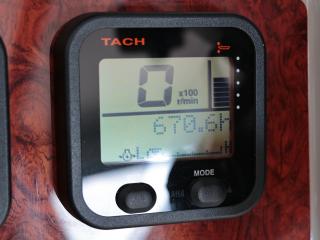 TACH
0
x100
r/min
670.6h
L H
MODE